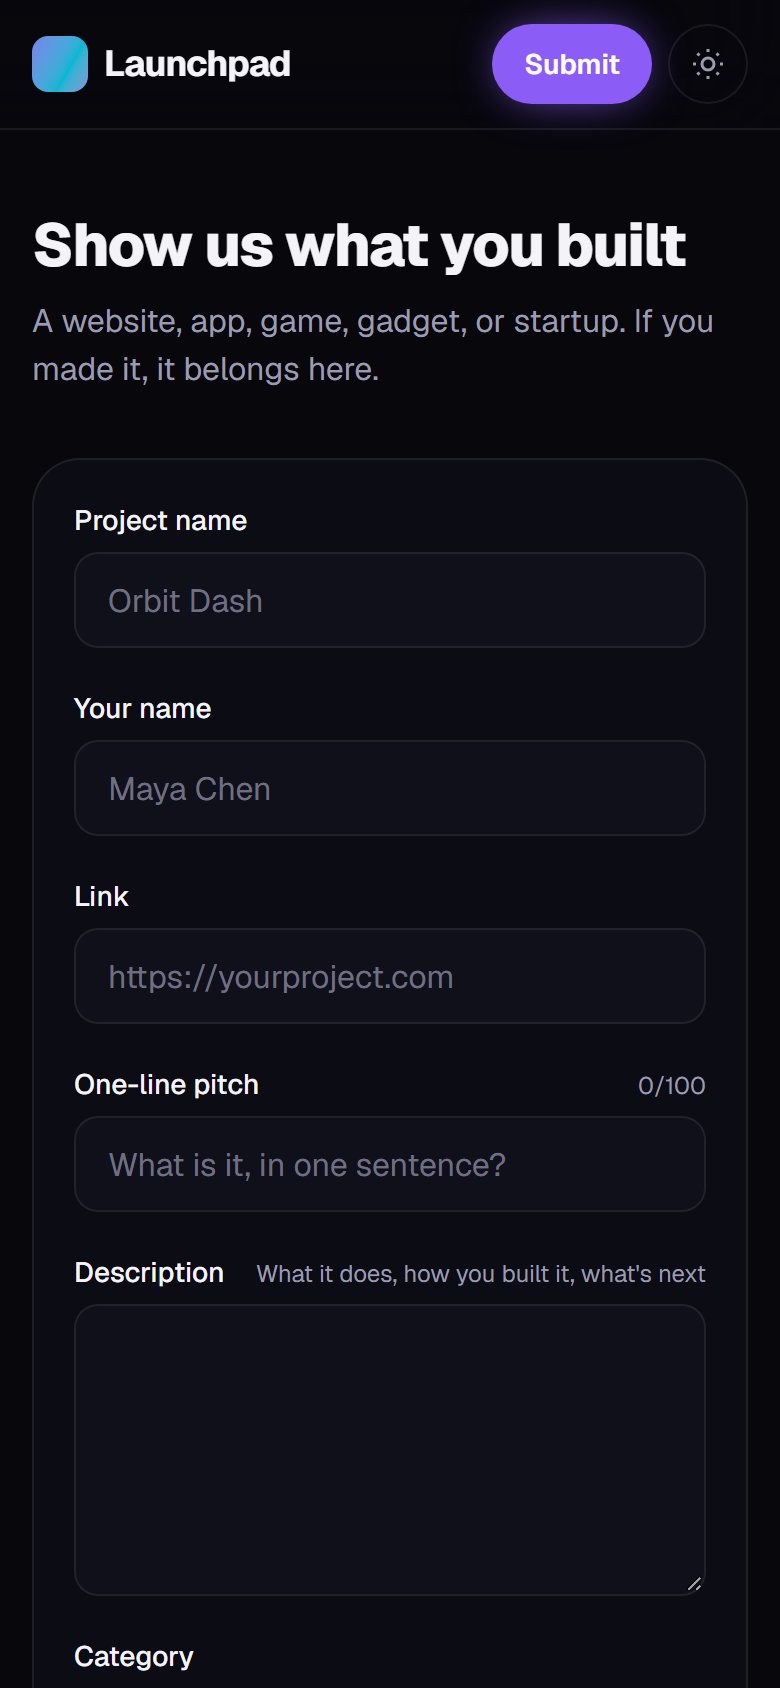 Launchpad
Submit
Show us what you built
A website, app, game, gadget, or startup. If you
made it, it belongs here.
Project name
Orbit Dash
Your name
Maya Chen
Link
https://yourproject.com
One-line pitch 0/100
What is it, in one sentence?
Description What it does, how you built it, what's next
Category